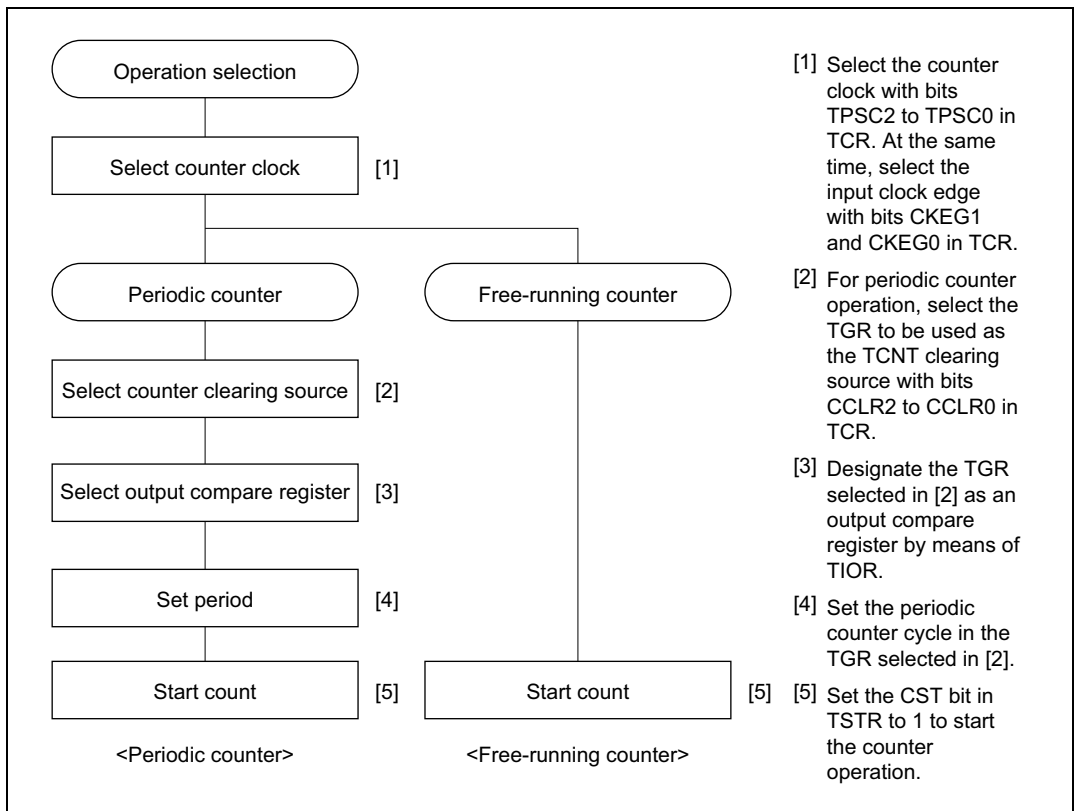 Operation selection
Select counter clock [1]
Periodic counter
Free-running counter
Select counter clearing source [2]
Select output compare register [3]
Set period [4]
Start count [5]
Start count [5]
<Periodic counter>
<Free-running counter>
[1] Select the counter
clock with bits
TPSC2 to TPSC0 in
TCR. At the same
time, select the
input clock edge
with bits CKEG1
and CKEG0 in TCR.
[2] For periodic counter
operation, select the
TGR to be used as
the TCNT clearing
source with bits
CCLR2 to CCLR0 in
TCR.
[3] Designate the TGR
selected in [2] as an
output compare
register by means of
TIOR.
[4] Set the periodic
counter cycle in the
TGR selected in [2].
[5] Set the CST bit in
TSTR to 1 to start
the counter
operation.